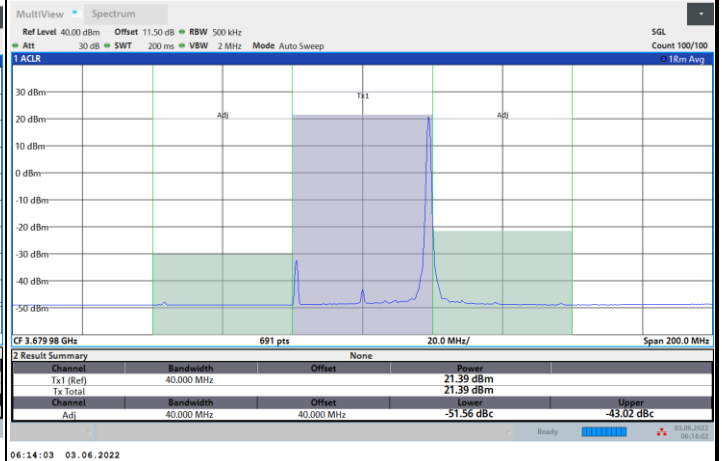 MultiView Spectrum
Ref Level 40.00 dBm Offset 11.50 dB RBW 500 kHz SGL
Att 30 dB SWT 200 ms VBW 2 MHz Mode Auto Sweep Count 100/100
1 ACLR 1Rm Avg
Tx1
Adj Adj
30 dBm
20 dBm
10 dBm
0 dBm
-10 dBm
-20 dBm
-30 dBm
-40 dBm
-50 dBm
CF 3.679 98 GHz 691 pts 20.0 MHz/ Span 200.0 MHz
2 Result Summary None
Channel Bandwidth Offset Power
Tx1 (Ref) 40.000 MHz 21.39 dBm
Tx Total 21.39 dBm
Channel Bandwidth Offset Lower Upper
Adj 40.000 MHz 40.000 MHz -51.56 dBc -43.02 dBc
Ready 03.06.2022
06:14:02
06:14:03 03.06.2022